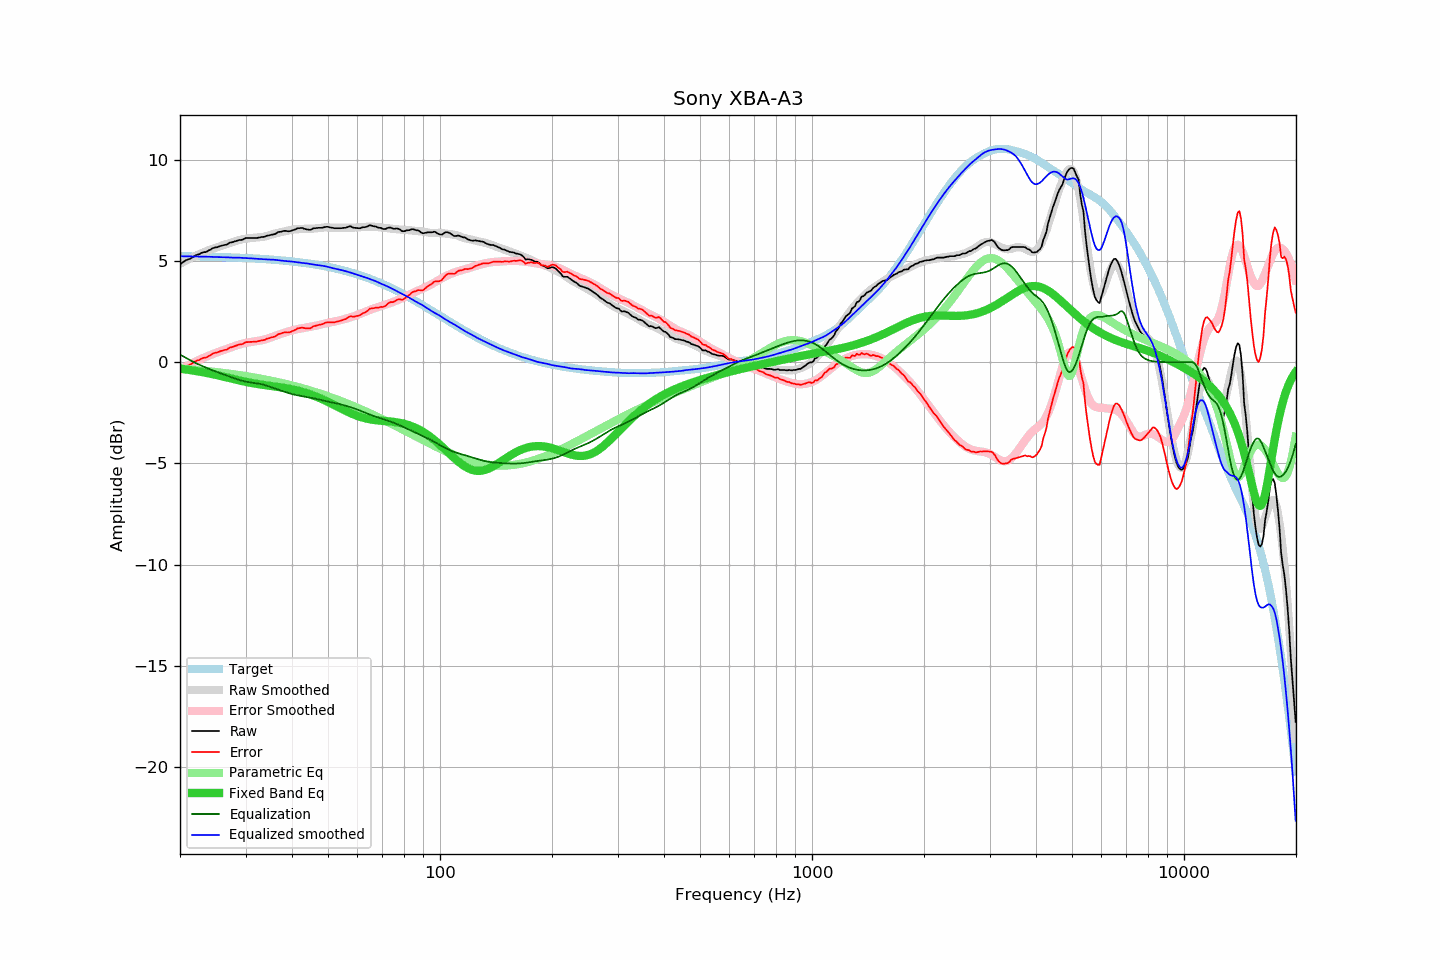 Sony XBA-A3
10
5
0
−5
−10
−15
−20
Amplitude (dBr)
Target
Raw Smoothed
Error Smoothed
Raw
Error
Parametric Eq
Fixed Band Eq
Equalization
Equalized smoothed
100
1000
10000
Frequency (Hz)